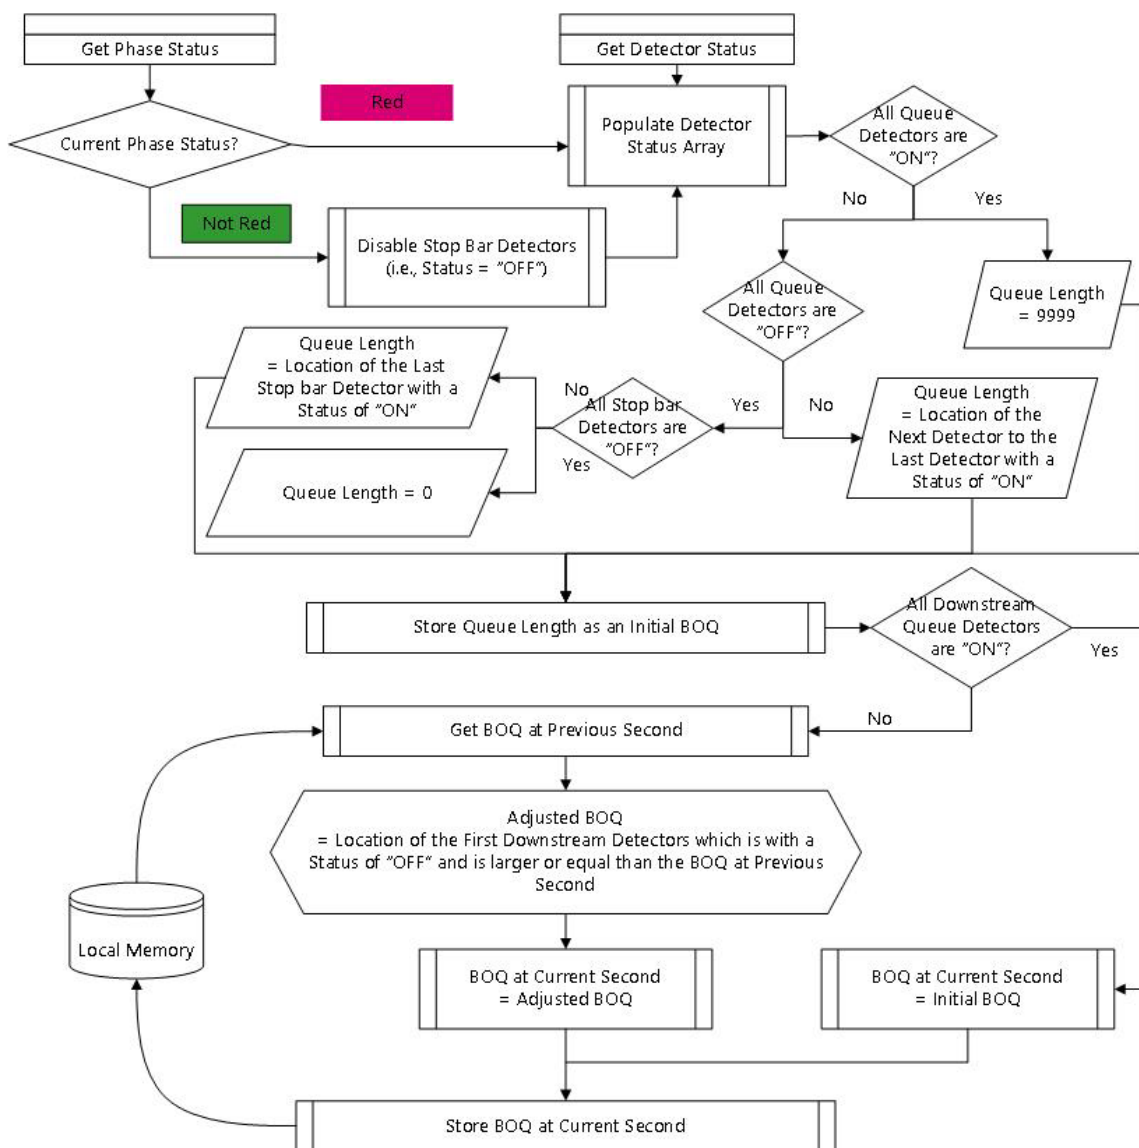 Get Phase Status
Get Detector Status
Red
Current Phase Status?
Populate Detector
Status Array
All Queue
Detectors are
"ON"?
No
Yes
Not Red
Disable Stop Bar Detectors
(i.e., Status = "OFF")
All Queue
Detectors are
"OFF"?
Queue Length
= 9999
Queue Length
= Location of the Last
Stop bar Detector with a
Status of "ON"
No
All Stop bar
Detectors are
"OFF"?
Yes
Yes
No
Queue Length
= Location of the
Next Detector to the
Last Detector with a
Status of "ON"
Queue Length = 0
Store Queue Length as an Initial BOQ
All Downstream
Queue Detectors
are "ON"?
Yes
No
Get BOQ at Previous Second
Adjusted BOQ
= Location of the First Downstream Detectors which is with a
Status of "OFF" and is larger or equal than the BOQ at Previous
Second
Local Memory
BOQ at Current Second
= Adjusted BOQ
BOQ at Current Second
= Initial BOQ
Store BOQ at Current Second